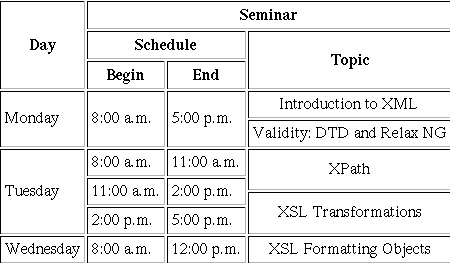 Seminar
Day
Schedule
Topic
Begin
End
Monday
8:00 a.m.
5:00 p.m.
Introduction to XML
Validity: DTD and Relax NG
Tuesday
8:00 a.m.
11:00 a.m.
XPath
11:00 a.m.
2:00 p.m.
XSL Transformations
2:00 p.m.
5:00 p.m.
Wednesday
8:00 a.m.
12:00 p.m.
XSL Formatting Objects